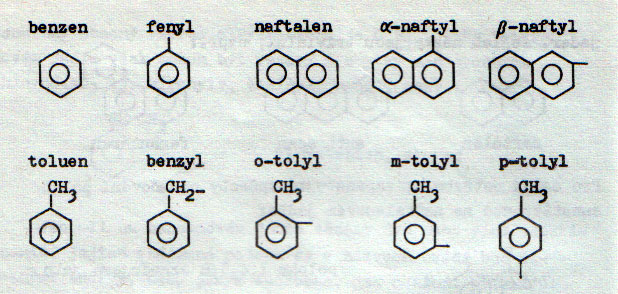 benzen fenyl naftalen α-naftyl β-naftyl
toluen benzyl o-tolyl m-tolyl p-tolyl
CH₃ CH₂— CH₃ CH₃ CH₃